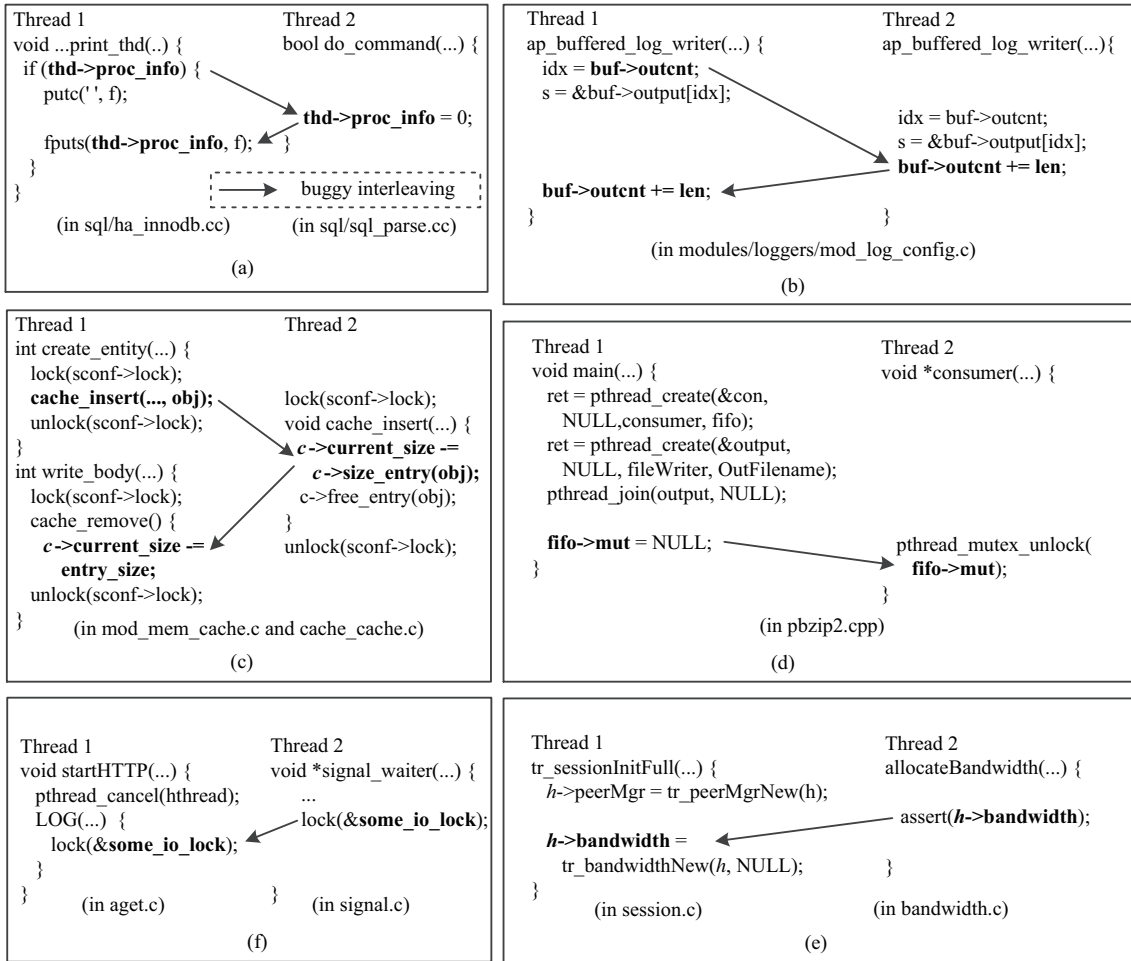 Thread 1
void ...print_thd(..) {
if (thd->proc_info) {
putc(' ', f);
fputs(thd->proc_info, f);
}
}
(in sql/ha_innodb.cc)
Thread 2
bool do_command(...) {
thd->proc_info = 0;
}
buggy interleaving
(in sql/sql_parse.cc)
(a)
Thread 1
ap_buffered_log_writer(...) {
idx = buf->outcnt;
s = &buf->output[idx];
buf->outcnt += len;
}
Thread 2
ap_buffered_log_writer(...){
idx = buf->outcnt;
s = &buf->output[idx];
buf->outcnt += len;
}
(in modules/loggers/mod_log_config.c)
(b)
Thread 1
int create_entity(...) {
lock(sconf->lock);
cache_insert(..., obj);
unlock(sconf->lock);
}
int write_body(...) {
lock(sconf->lock);
cache_remove() {
c->current_size -=
entry_size;
unlock(sconf->lock);
}
Thread 2
lock(sconf->lock);
void cache_insert(...) {
c->current_size -=
c->size_entry(obj);
c->free_entry(obj);
}
unlock(sconf->lock);
(in mod_mem_cache.c and cache_cache.c)
(c)
Thread 1
void main(...) {
ret = pthread_create(&con,
NULL,consumer, fifo);
ret = pthread_create(&output,
NULL, fileWriter, OutFilename);
pthread_join(output, NULL);
fifo->mut = NULL;
}
Thread 2
void *consumer(...) {
pthread_mutex_unlock(
fifo->mut);
}
(in pbzip2.cpp)
(d)
Thread 1
void startHTTP(...) {
pthread_cancel(hthread);
LOG(...) {
lock(&some_io_lock);
}
}
(in aget.c)
Thread 2
void *signal_waiter(...) {
...
lock(&some_io_lock);
}
(in signal.c)
(f)
Thread 1
tr_sessionInitFull(...) {
h->peerMgr = tr_peerMgrNew(h);
h->bandwidth =
tr_bandwidthNew(h, NULL);
}
(in session.c)
Thread 2
allocateBandwidth(...) {
assert(h->bandwidth);
}
(in bandwidth.c)
(e)